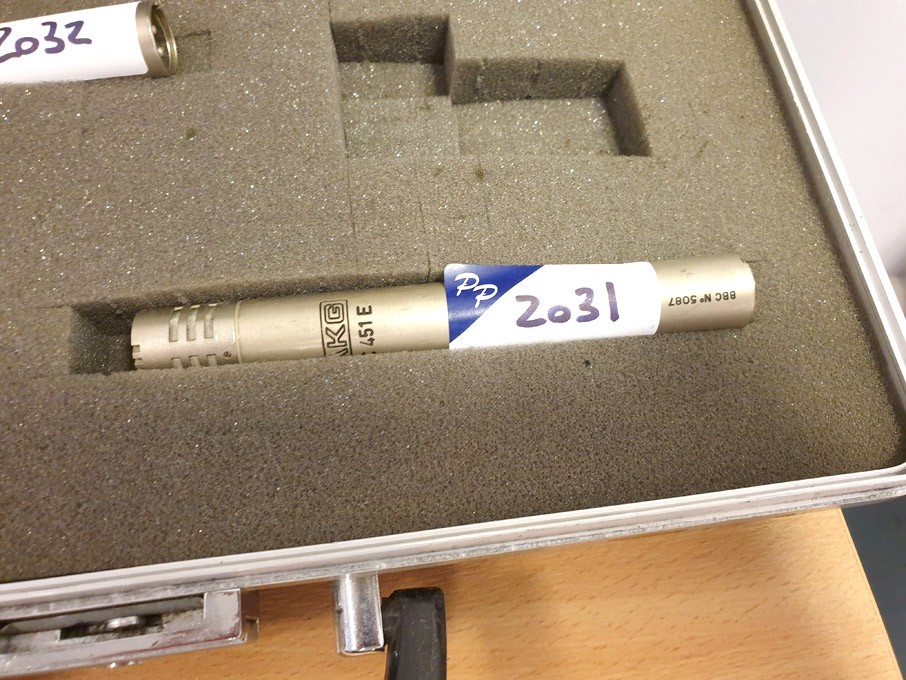 2032
AKG
C 451 E
PP
2031
BBC Nº 5087